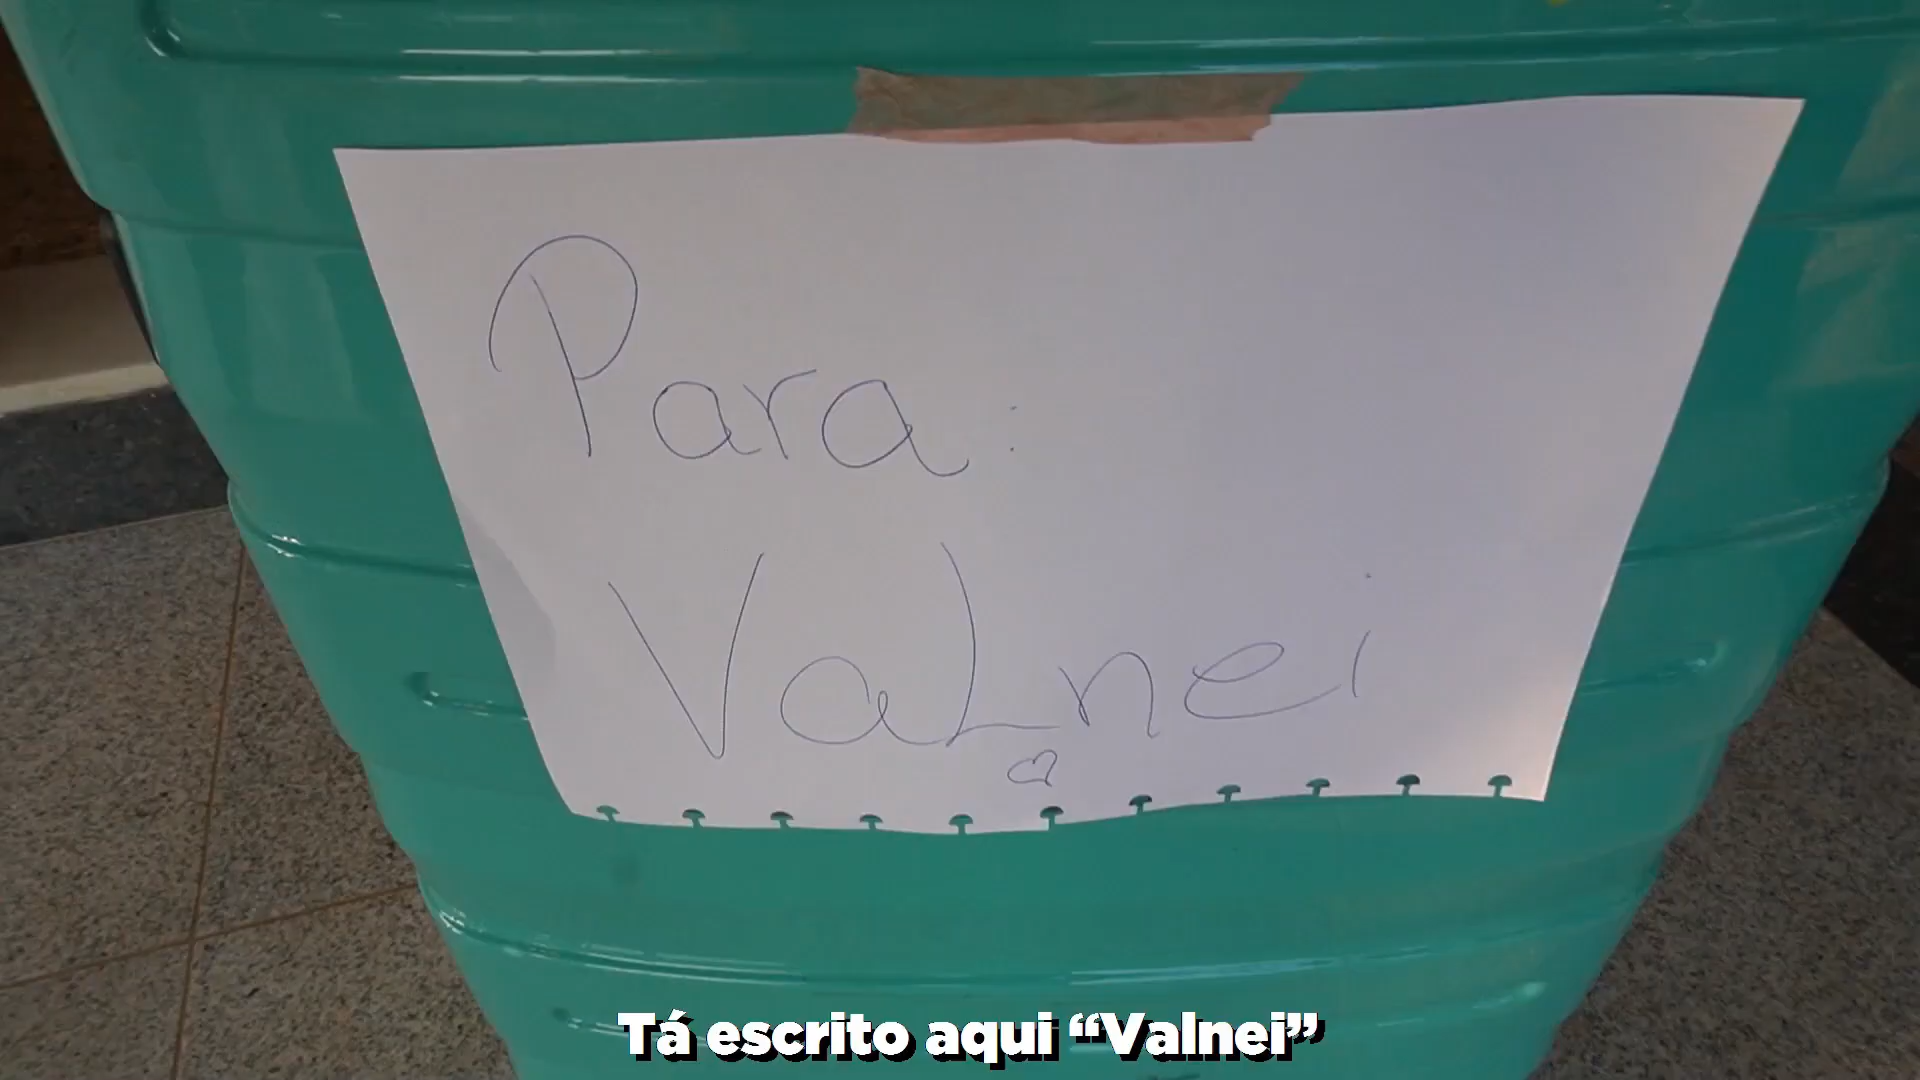 Para:
Valnei
Tá escrito aqui “Valnei”